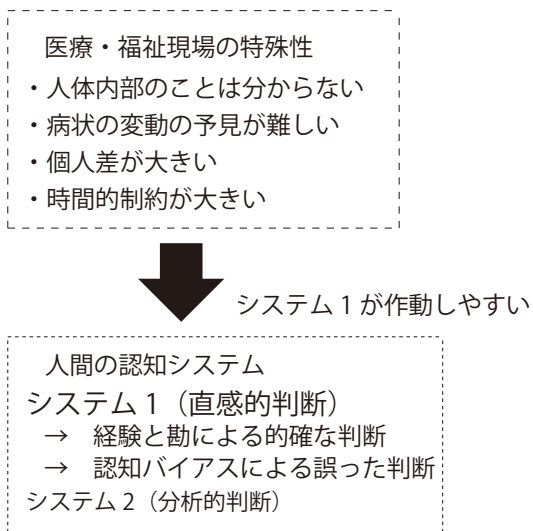 医療・福祉現場の特殊性
・人体内部のことは分からない
・病状の変動の予見が難しい
・個人差が大きい
・時間的制約が大きい
システム 1 が作動しやすい
人間の認知システム
システム 1（直感的判断）
→ 経験と勘による的確な判断
→ 認知バイアスによる誤った判断
システム 2（分析的判断）